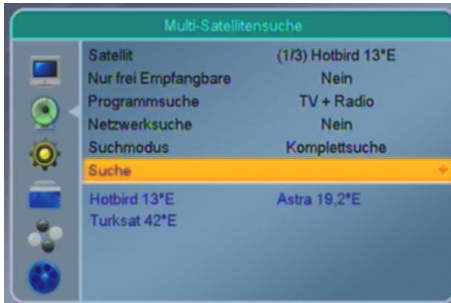 Multi-Satellitensuche
Satellit (1/3) Hotbird 13°E
Nur frei Empfangbare Nein
Programmsuche TV + Radio
Netzwerksuche Nein
Suchmodus Komplettsuche
Suche
Hotbird 13°E Astra 19,2°E
Turksat 42°E